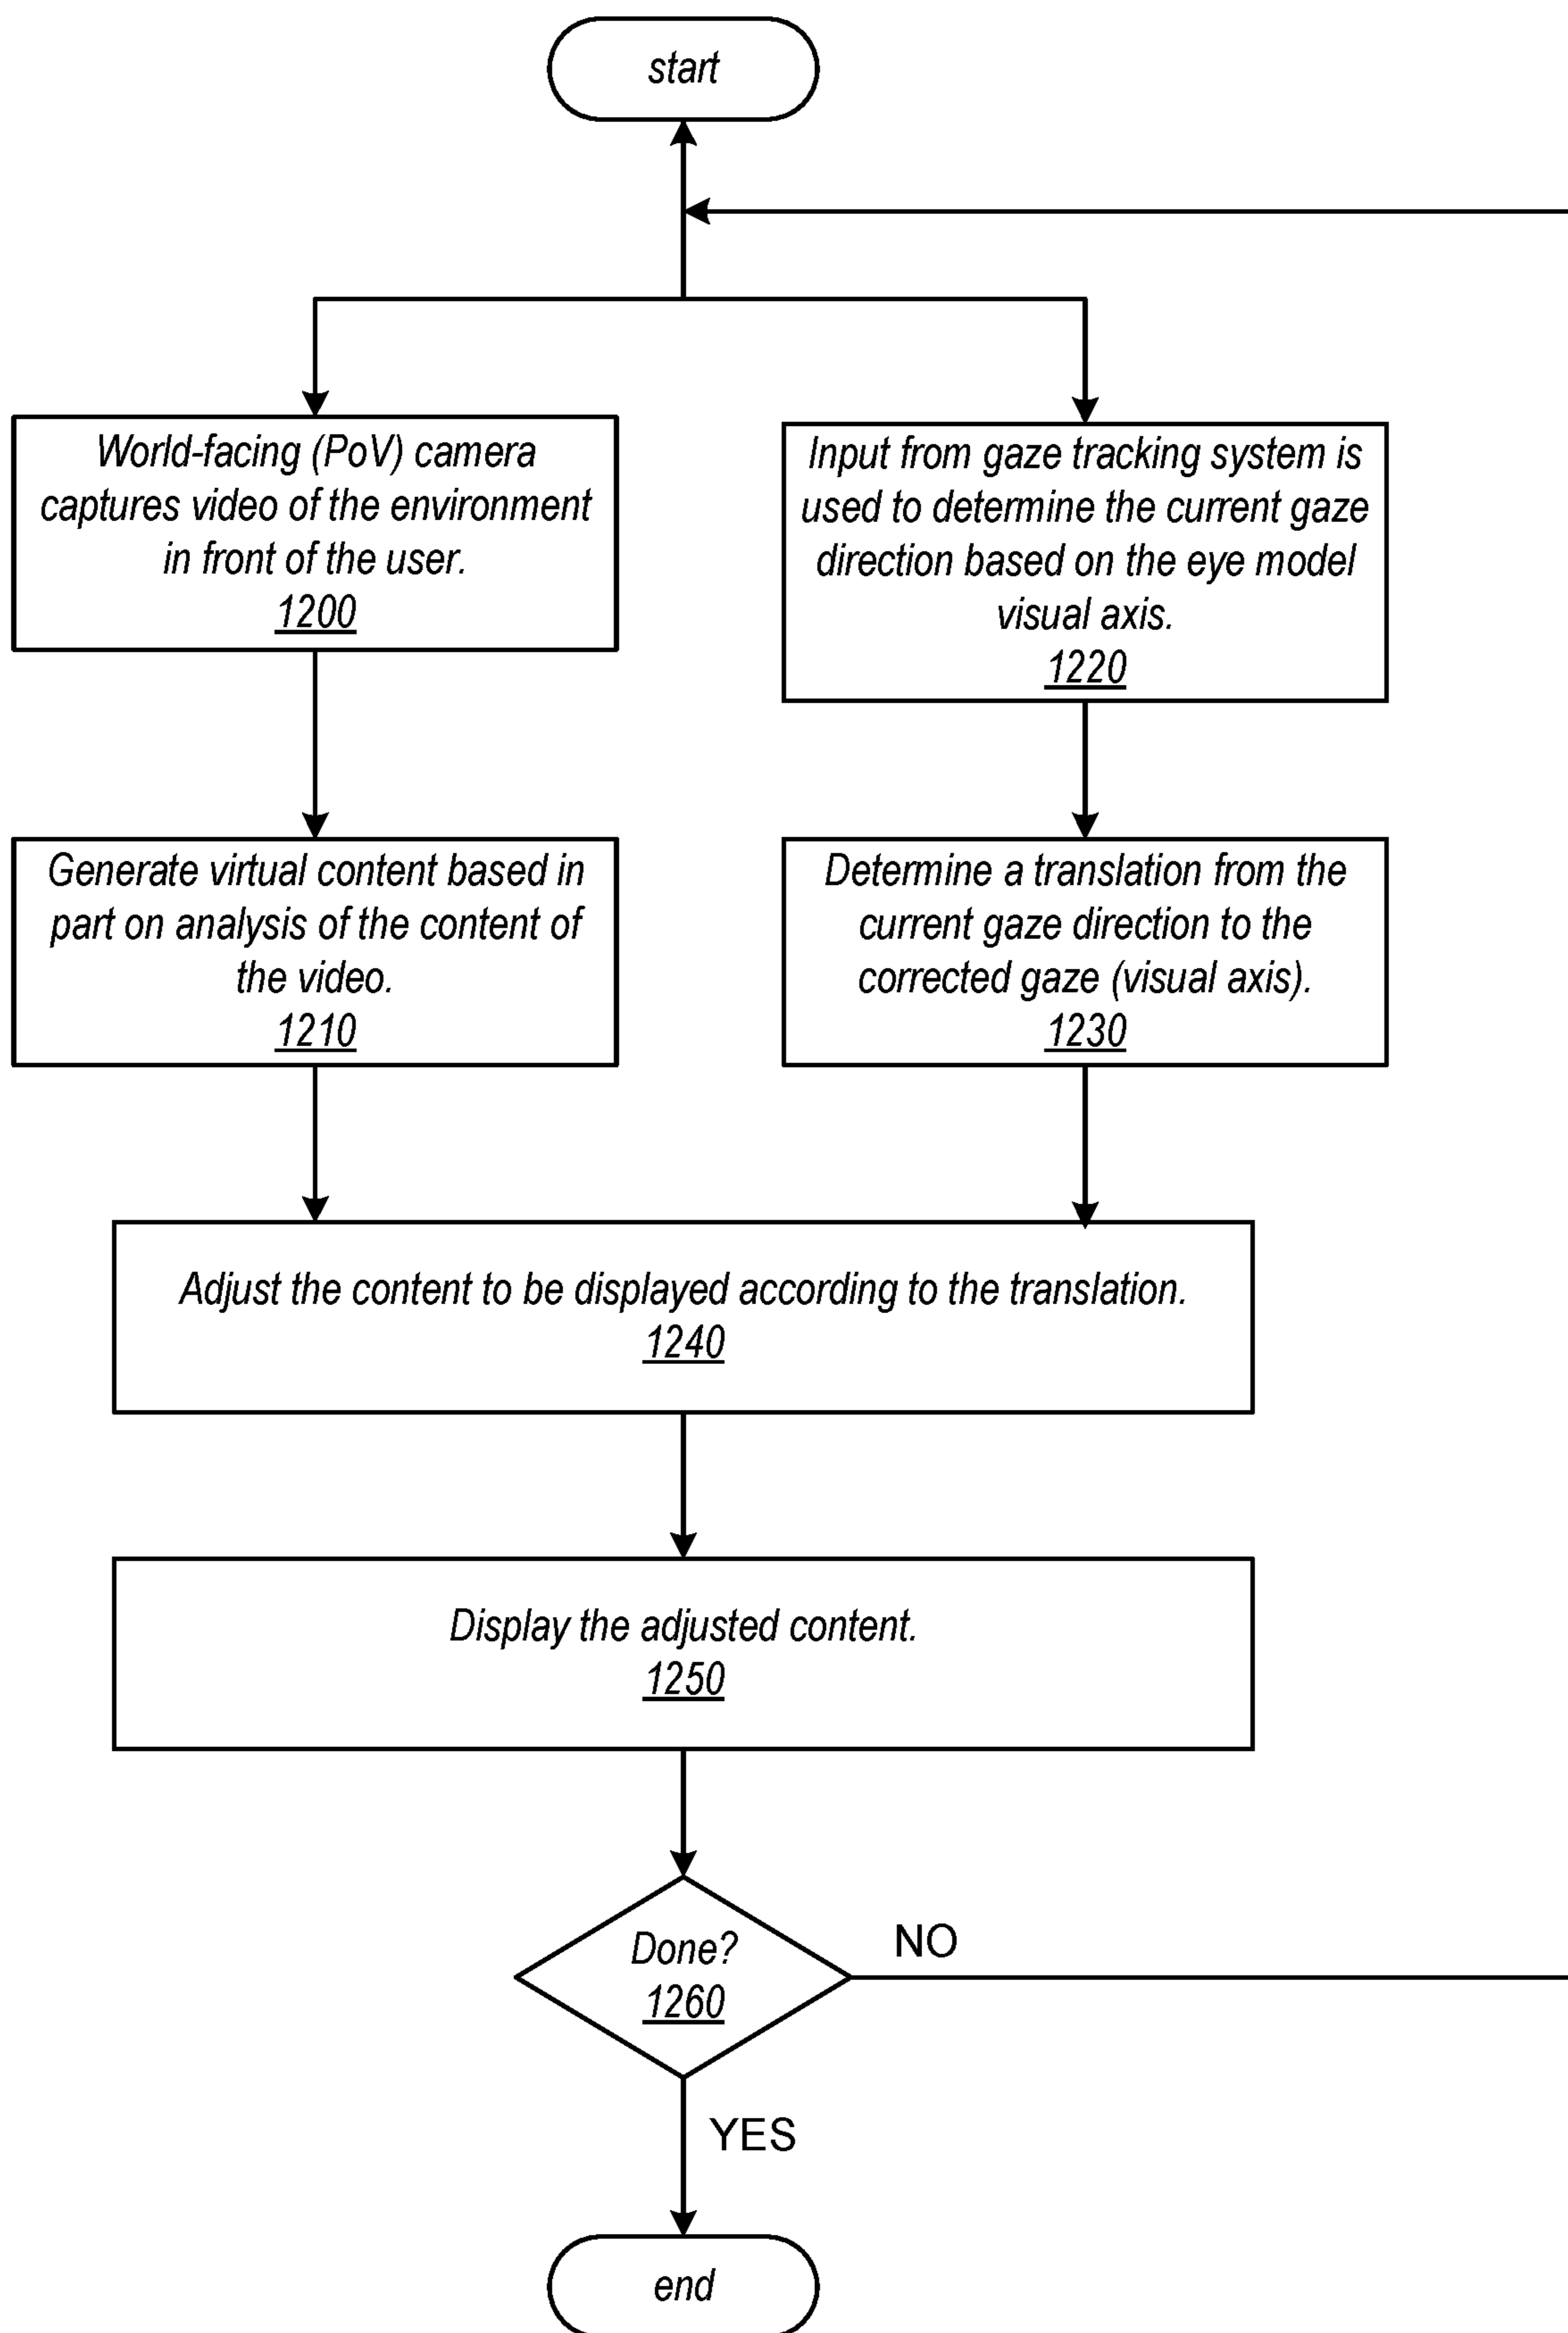 start
World-facing (PoV) camera
captures video of the environment
in front of the user.
1200
Input from gaze tracking system is
used to determine the current gaze
direction based on the eye model
visual axis.
1220
Generate virtual content based in
part on analysis of the content of
the video.
1210
Determine a translation from the
current gaze direction to the
corrected gaze (visual axis).
1230
Adjust the content to be displayed according to the translation.
1240
Display the adjusted content.
1250
Done?
1260
NO
YES
end